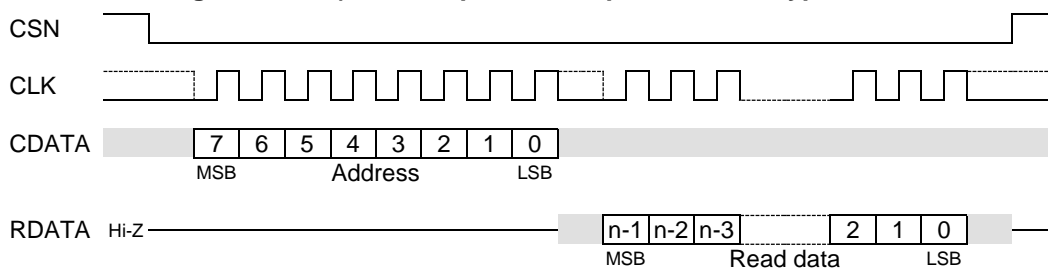 CSN
CLK
CDATA 7 6 5 4 3 2 1 0
MSB Address LSB
RDATA Hi-Z n-1 n-2 n-3 2 1 0
MSB Read data LSB